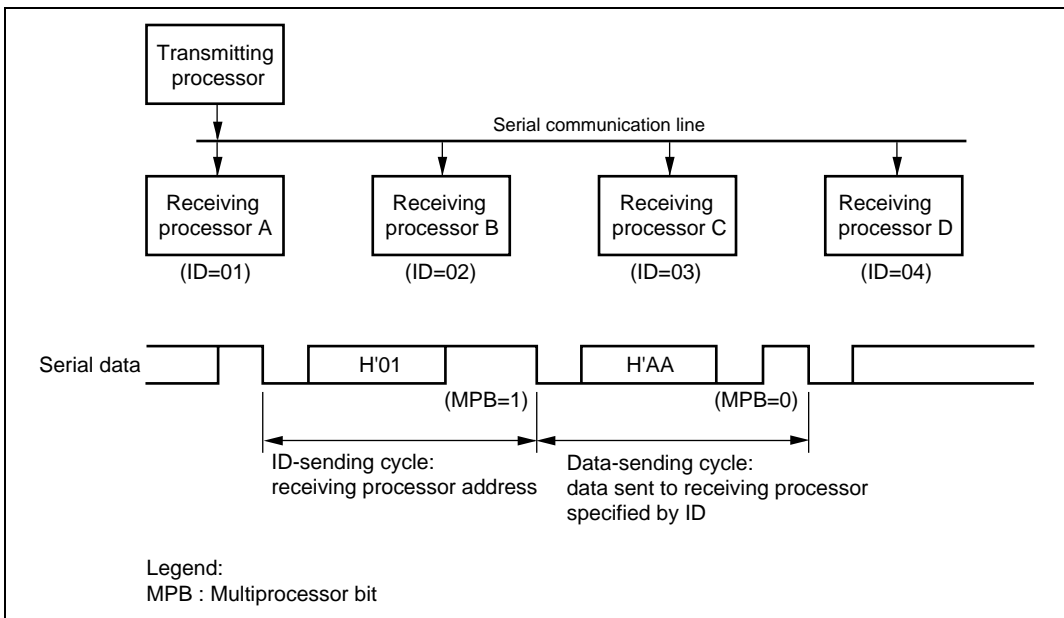 Transmitting
processor
Serial communication line
Receiving
processor A
Receiving
processor B
Receiving
processor C
Receiving
processor D
(ID=01)
(ID=02)
(ID=03)
(ID=04)
Serial data
H'01
H'AA
(MPB=1)
(MPB=0)
ID-sending cycle:
receiving processor address
Data-sending cycle:
data sent to receiving processor
specified by ID
Legend:
MPB : Multiprocessor bit